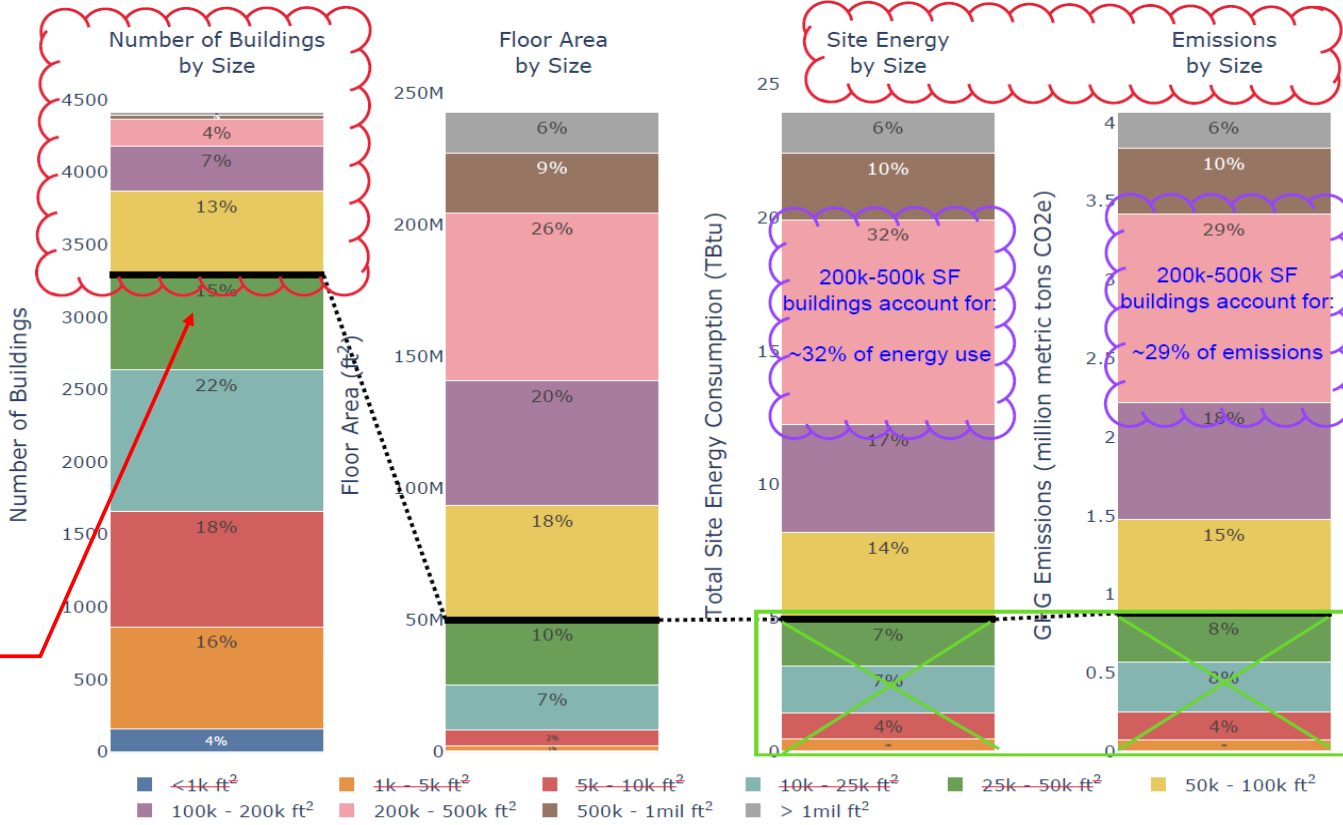 Number of Buildings
by Size
Floor Area
by Size
Site Energy
by Size
Emissions
by Size
Number of Buildings
4500
4000
3500
3000
2500
2000
1500
1000
500
0
4%
7%
13%
15%
22%
18%
16%
4%
Floor Area (ft²)
250M
200M
150M
100M
50M
0
6%
9%
26%
20%
18%
10%
7%
2%
Total Site Energy Consumption (TBtu)
25
20
15
10
5
0
6%
10%
32%
200k-500k SF
buildings account for:
~32% of energy use
17%
14%
7%
7%
4%
GHG Emissions (million metric tons CO2e)
4
3.5
3
2.5
2
1.5
1
0.5
0
6%
10%
29%
200k-500k SF
buildings account for:
~29% of emissions
18%
15%
8%
8%
4%
<1k ft² 1k - 5k ft² 5k - 10k ft² 10k - 25k ft² 25k - 50k ft² 50k - 100k ft²
100k - 200k ft² 200k - 500k ft² 500k - 1mil ft² > 1mil ft²